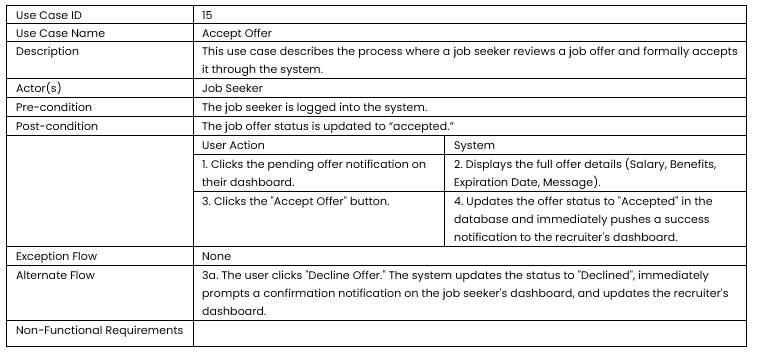 Use Case ID 15
Use Case Name Accept Offer
Description This use case describes the process where a job seeker reviews a job offer and formally accepts
it through the system.
Actor(s) Job Seeker
Pre-condition The job seeker is logged into the system.
Post-condition The job offer status is updated to “accepted.”
User Action System
1. Clicks the pending offer notification on
their dashboard.
2. Displays the full offer details (Salary, Benefits,
Expiration Date, Message).
3. Clicks the "Accept Offer" button.
4. Updates the offer status to "Accepted" in the
database and immediately pushes a success
notification to the recruiter's dashboard.
Exception Flow None
Alternate Flow 3a. The user clicks "Decline Offer." The system updates the status to "Declined", immediately
prompts a confirmation notification on the job seeker's dashboard, and updates the recruiter's
dashboard.
Non-Functional Requirements